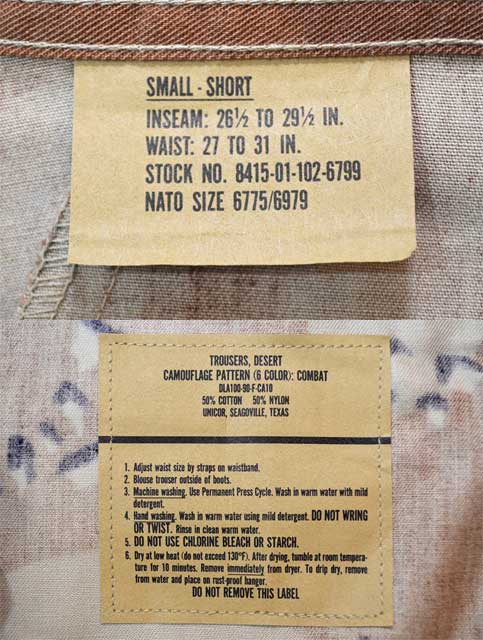 SMALL - SHORT
INSEAM: 26½ TO 29½ IN.
WAIST: 27 TO 31 IN.
STOCK NO. 8415-01-102-6799
NATO SIZE 6775/6979
TROUSERS, DESERT
CAMOUFLAGE PATTERN (6 COLOR): COMBAT
DLA100-90-F-CA10
50% COTTON 50% NYLON
UNICOR, SEAGOVILLE, TEXAS
1. Adjust waist size by straps on waistband.
2. Blouse trouser outside of boots.
3. Machine washing. Use Permanent Press Cycle. Wash in warm water with mild
detergent.
4. Hand washing. Wash in warm water using mild detergent. DO NOT WRING
OR TWIST. Rinse in clean warm water.
5. DO NOT USE CHLORINE BLEACH OR STARCH.
6. Dry at low heat (do not exceed 130°F). After drying, tumble at room tempera-
ture for 10 minutes. Remove immediately from dryer. To drip dry, remove
from water and place on rust-proof hanger.
DO NOT REMOVE THIS LABEL